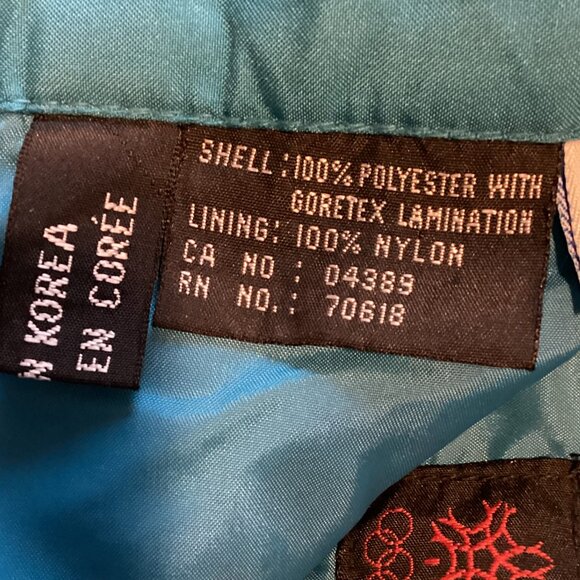 N KOREA
EN CORÉE
SHELL: 100% POLYESTER WITH
GORETEX LAMINATION
LINING: 100% NYLON
CA NO : 04389
RN NO.: 70618